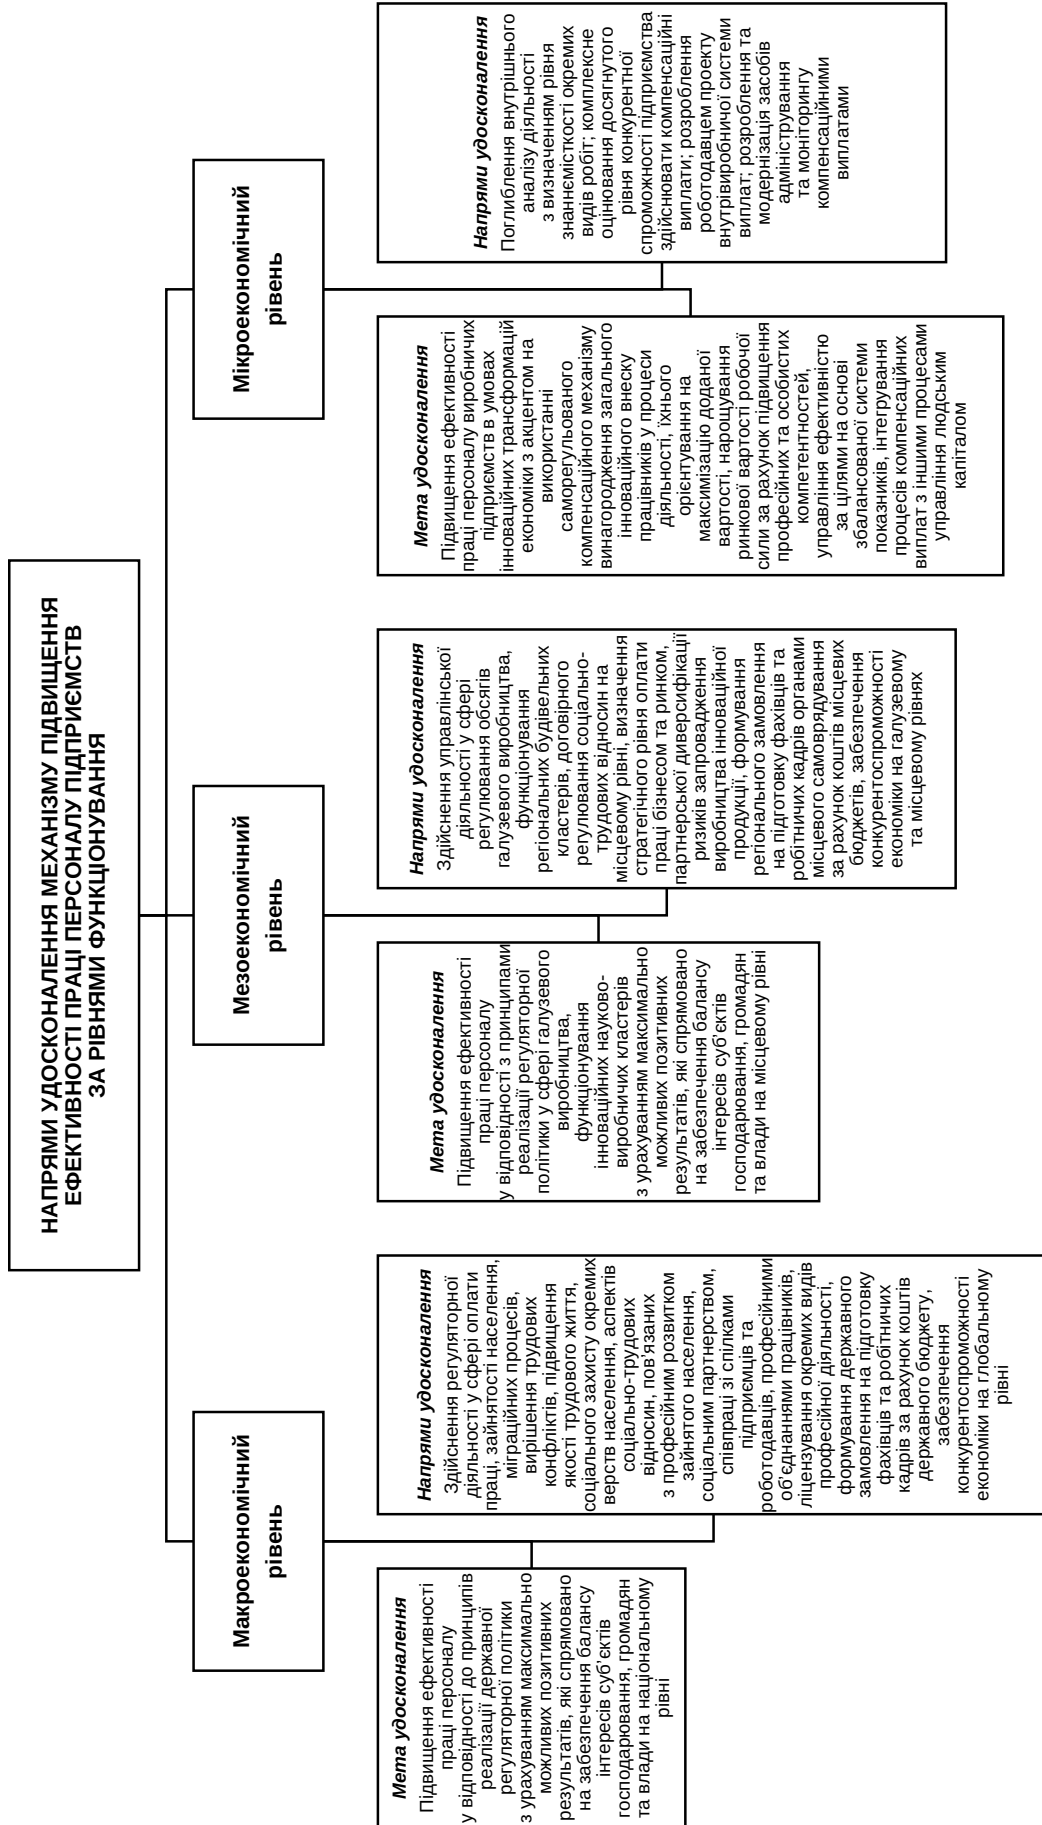 НАПРЯМИ УДОСКОНАЛЕННЯ МЕХАНІЗМУ ПІДВИЩЕННЯ
ЕФЕКТИВНОСТІ ПРАЦІ ПЕРСОНАЛУ ПІДПРИЄМСТВ
ЗА РІВНЯМИ ФУНКЦІОНУВАННЯ
Макроекономічний
рівень
Мета удосконалення
Підвищення ефективності
праці персоналу
у відповідності до принципів
реалізації державної
регуляторної політики
з урахуванням максимально
можливих позитивних
результатів, які спрямовано
на забезпечення балансу
інтересів суб'єктів
господарювання, громадян
та влади на національному
рівні
Напрями удосконалення
Здійснення регуляторної
діяльності у сфері оплати
праці, зайнятості населення,
міграційних процесів,
вирішення трудових
конфліктів, підвищення
якості трудового життя,
соціального захисту окремих
верств населення, аспектів
соціально-трудових
відносин, пов'язаних
з професійним розвитком
зайнятого населення,
соціальним партнерством,
співпраці зі спілками
підприємців та
роботодавців, професійними
об'єднаннями працівників,
ліцензування окремих видів
професійної діяльності,
формування державного
замовлення на підготовку
фахівців та робітничих
кадрів за рахунок коштів
державного бюджету,
забезпечення
конкурентоспроможності
економіки на глобальному
рівні
Мезоекономічний
рівень
Мета удосконалення
Підвищення ефективності
праці персоналу
у відповідності з принципами
реалізації регуляторної
політики у сфері галузевого
виробництва,
функціонування
інноваційних науково-
виробничих кластерів
з урахуванням максимально
можливих позитивних
результатів, які спрямовано
на забезпечення балансу
інтересів суб'єктів
господарювання, громадян
та влади на місцевому рівні
Напрями удосконалення
Здійснення управлінської
діяльності у сфері
регулювання обсягів
галузевого виробництва,
функціонування
регіональних будівельних
кластерів, договірного
регулювання соціально-
трудових відносин на
місцевому рівні, визначення
стратегічного рівня оплати
праці бізнесом та ринком,
партнерської диверсифікації
ризиків запровадження
виробництва інноваційної
продукції, формування
регіонального замовлення
на підготовку фахівців та
робітничих кадрів органами
місцевого самоврядування
за рахунок коштів місцевих
бюджетів, забезпечення
конкурентоспроможності
економіки на галузевому
та місцевому рівнях
Мікроекономічний
рівень
Мета удосконалення
Підвищення ефективності
праці персоналу виробничих
підприємств в умовах
інноваційних трансформацій
економіки з акцентом на
використанні
саморегульованого
компенсаційного механізму
винагородження загального
інноваційного внеску
працівників у процеси
діяльності, їхнього
орієнтування на
максимізацію доданої
вартості, нарощування
ринкової вартості робочої
сили за рахунок підвищення
професійних та особистих
компетентностей,
управління ефективністю
за цілями на основі
збалансованої системи
показників, інтегрування
процесів компенсаційних
виплат з іншими процесами
управління людським
капіталом
Напрями удосконалення
Поглиблення внутрішнього
аналізу діяльності
з визначенням рівня
знаннємісткості окремих
видів робіт; комплексне
оцінювання досягнутого
рівня конкурентної
спроможності підприємства
здійснювати компенсаційні
виплати; розроблення
роботодавцем проекту
внутрівиробничої системи
виплат; розроблення та
модернізація засобів
адміністрування
та моніторингу
компенсаційними
виплатами